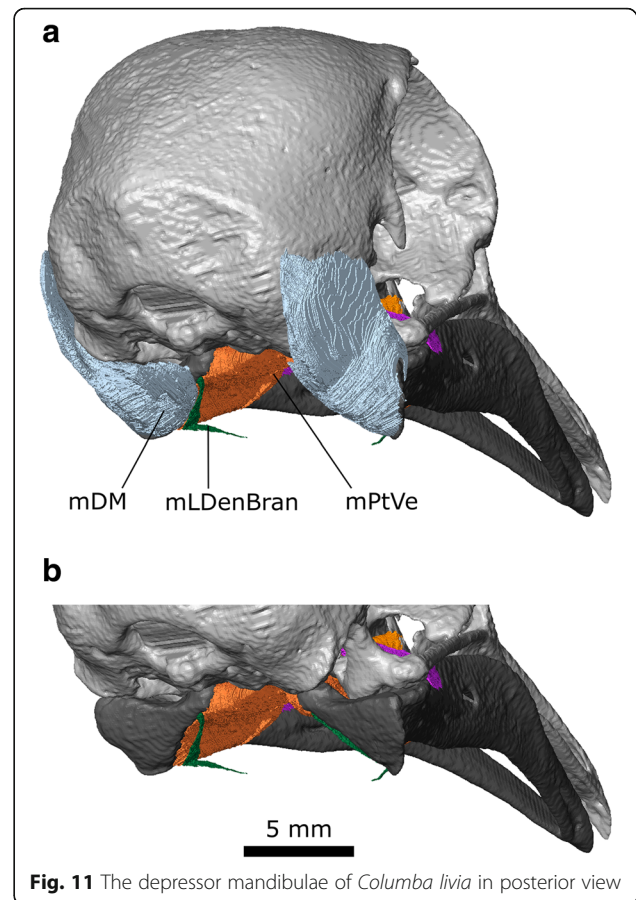 a
mDM mLDenBran mPtVe
b
5 mm
Fig. 11 The depressor mandibulae of Columba livia in posterior view